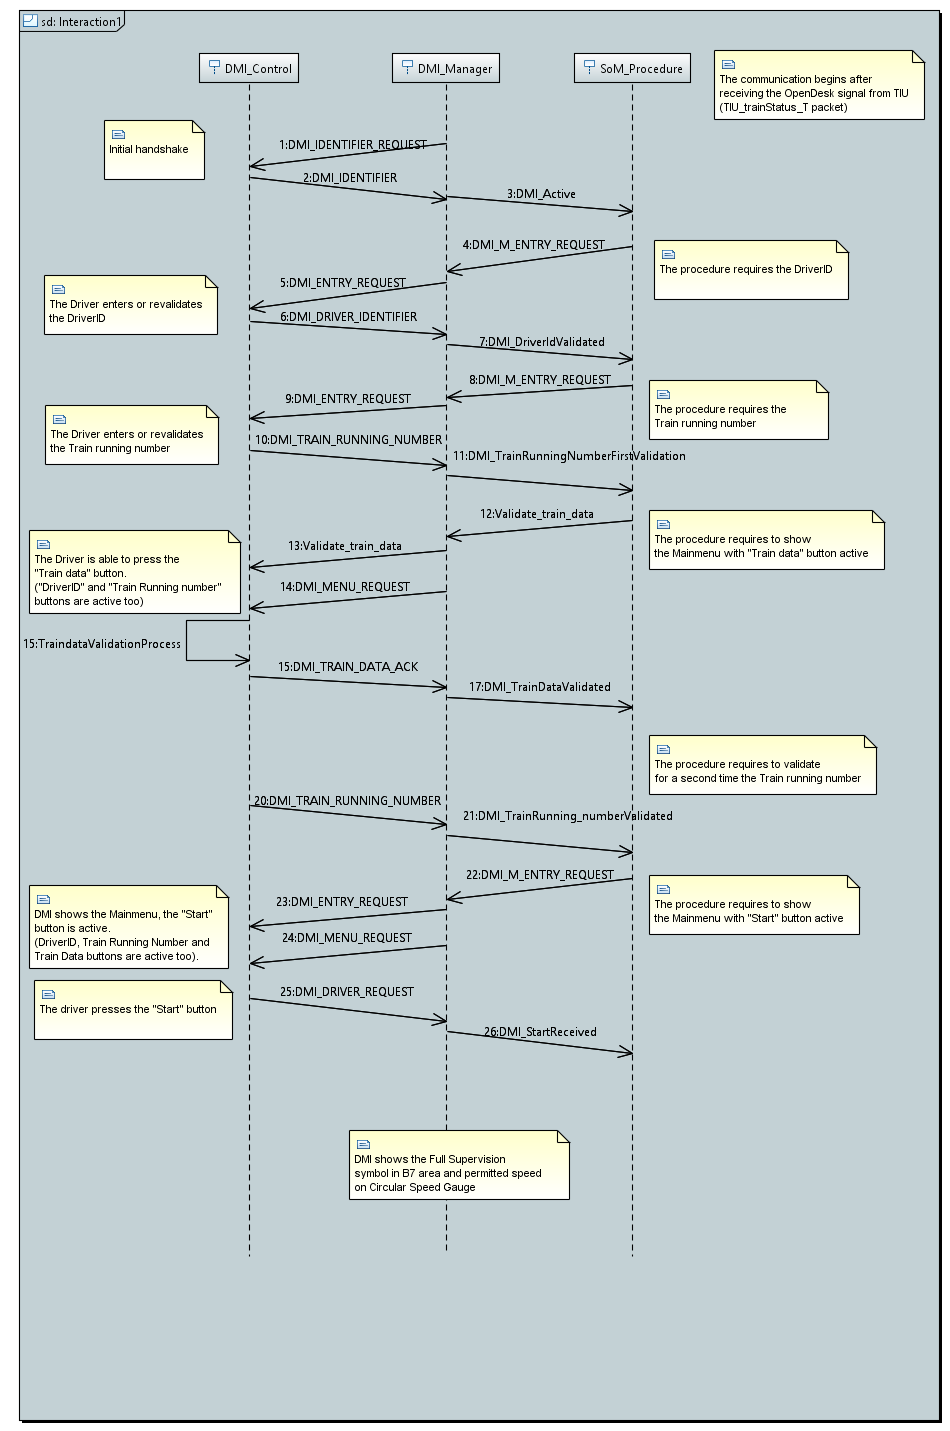 sd: Interaction1
DMI_Control
DMI_Manager
SoM_Procedure
The communication begins after
receiving the OpenDesk signal from TIU
(TIU_trainStatus_T packet)
Initial handshake
1:DMI_IDENTIFIER_REQUEST
2:DMI_IDENTIFIER
3:DMI_Active
4:DMI_M_ENTRY_REQUEST
The procedure requires the DriverID
5:DMI_ENTRY_REQUEST
The Driver enters or revalidates
the DriverID
6:DMI_DRIVER_IDENTIFIER
7:DMI_DriverIdValidated
8:DMI_M_ENTRY_REQUEST
The procedure requires the
Train running number
9:DMI_ENTRY_REQUEST
The Driver enters or revalidates
the Train running number
10:DMI_TRAIN_RUNNING_NUMBER
11:DMI_TrainRunningNumberFirstValidation
12:Validate_train_data
The procedure requires to show
the Mainmenu with "Train data" button active
13:Validate_train_data
The Driver is able to press the
"Train data" button.
("DriverID" and "Train Running number"
buttons are active too)
14:DMI_MENU_REQUEST
15:TraindataValidationProcess
15:DMI_TRAIN_DATA_ACK
17:DMI_TrainDataValidated
The procedure requires to validate
for a second time the Train running number
20:DMI_TRAIN_RUNNING_NUMBER
21:DMI_TrainRunning_numberValidated
22:DMI_M_ENTRY_REQUEST
The procedure requires to show
the Mainmenu with "Start" button active
23:DMI_ENTRY_REQUEST
DMI shows the Mainmenu, the "Start"
button is active.
(DriverID, Train Running Number and
Train Data buttons are active too).
24:DMI_MENU_REQUEST
25:DMI_DRIVER_REQUEST
The driver presses the "Start" button
26:DMI_StartReceived
DMI shows the Full Supervision
symbol in B7 area and permitted speed
on Circular Speed Gauge